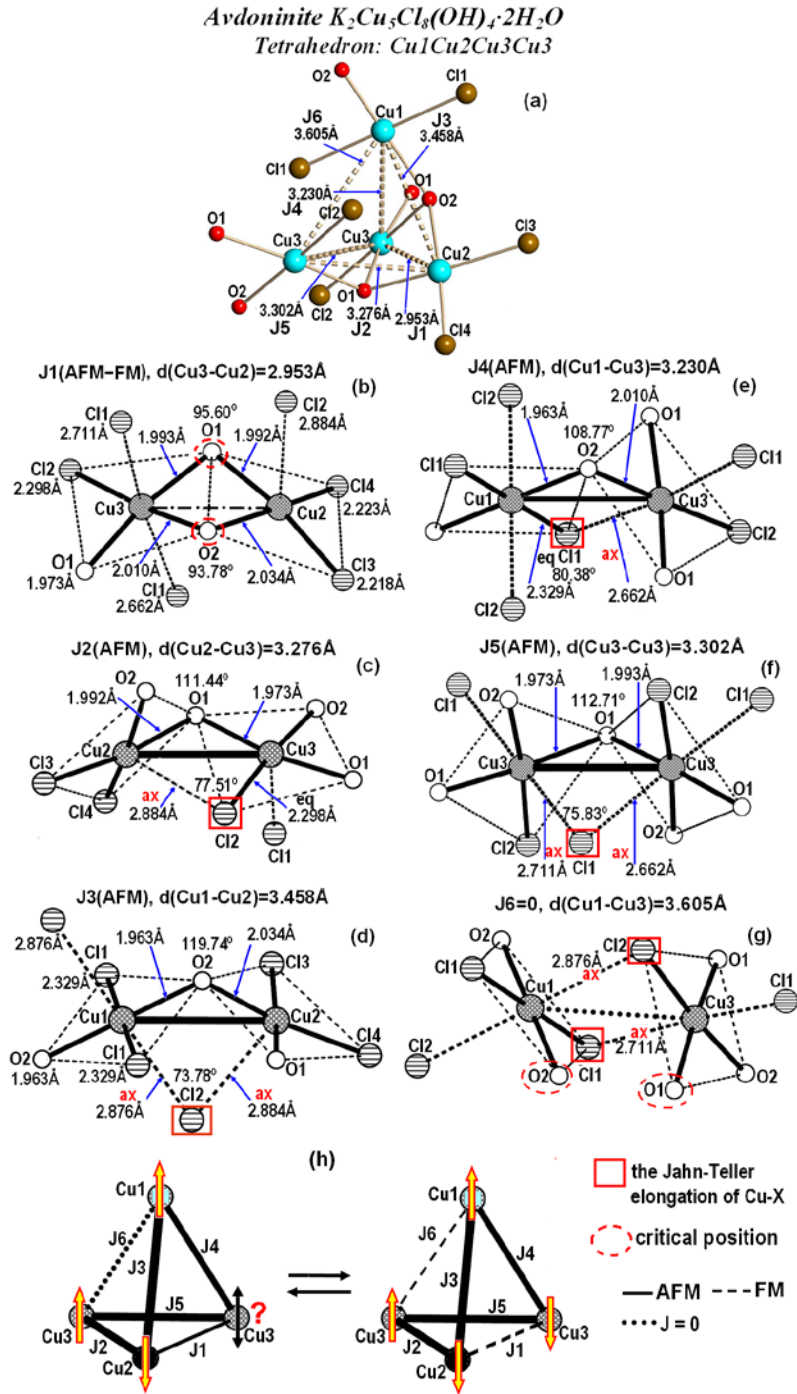 Avdoninite K₂Cu₅Cl₈(OH)₄·2H₂O
Tetrahedron: Cu1Cu2Cu3Cu3
(a)
O2
Cl1
Cu1
J6
3.605Å
J3
3.458Å
Cl1
3.230Å
O1
O2
J4
Cl2
O1
Cu3
Cu3
Cu2
Cl3
O2
3.302Å
J5
Cl2
O1
3.276Å
J2
2.953Å
J1
Cl4
J1(AFM–FM), d(Cu3-Cu2)=2.953Å
(b)
Cl1
2.711Å
95.60º
O1
Cl2
2.884Å
1.993Å
1.992Å
Cl2
2.298Å
Cl4
2.223Å
Cu3
Cu2
O1
1.973Å
2.010Å
O2
93.78º
2.034Å
Cl3
2.218Å
Cl1
2.662Å
J4(AFM), d(Cu1-Cu3)=3.230Å
(e)
Cl2
1.963Å
2.010Å
O1
108.77º
O2
Cl1
Cl1
Cu1
Cu3
Cl2
eq
Cl1
ax
80.38º
2.329Å
2.662Å
O1
Cl2
J2(AFM), d(Cu2-Cu3)=3.276Å
(c)
O2
111.44º
O1
1.992Å
1.973Å
O2
Cu2
Cu3
Cl3
Cl4
77.51º
O1
ax
2.884Å
eq
2.298Å
Cl2
Cl1
J5(AFM), d(Cu3-Cu3)=3.302Å
(f)
1.973Å
1.993Å
Cl1
O2
112.71º
O1
Cl2
Cl1
Cu3
Cu3
O1
O1
75.83º
Cl2
O2
ax
Cl1
ax
2.711Å
2.662Å
J3(AFM), d(Cu1-Cu2)=3.458Å
(d)
2.876Å
1.963Å
119.74º
2.034Å
Cl1
2.329Å
O2
Cl3
Cu1
Cu2
Cl4
O2
1.963Å
Cl1
2.329Å
73.78º
O1
ax
2.876Å
Cl2
ax
2.884Å
J6=0, d(Cu1-Cu3)=3.605Å
(g)
O2
Cl2
2.876Å
ax
O1
Cl1
Cu1
Cu3
Cl1
ax
2.711Å
Cl2
O2
Cl1
O1
O2
(h)
Cu1
J6
J3
J4
J5
?
Cu3
J2
Cu2
J1
Cu3
Cu1
J6
J3
J4
J5
Cu3
J2
Cu2
J1
Cu3
the Jahn-Teller
elongation of Cu-X
critical position
AFM
FM
J = 0